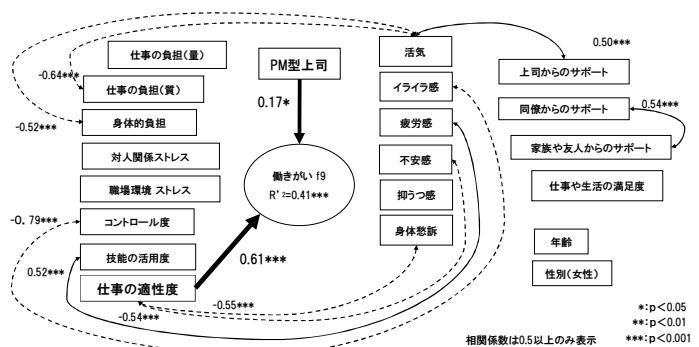 仕事の負担(量)
-0.64***
仕事の負担(質)
-0.52***
身体的負担
対人関係ストレス
職場環境 ストレス
-0. 79***
コントロール度
技能の活用度
0.52***
仕事の適性度
PM型上司
0.17*
働きがい f9
R’²=0.41***
0.61***
-0.55***
-0.54***
活気
イライラ感
疲労感
不安感
抑うつ感
身体愁訴
0.50***
上司からのサポート
同僚からのサポート
0.54***
家族や友人からのサポート
仕事や生活の満足度
年齢
性別(女性)
*:p<0.05
**:p<0.01
相関係数は0.5以上のみ表示
***:p<0.001